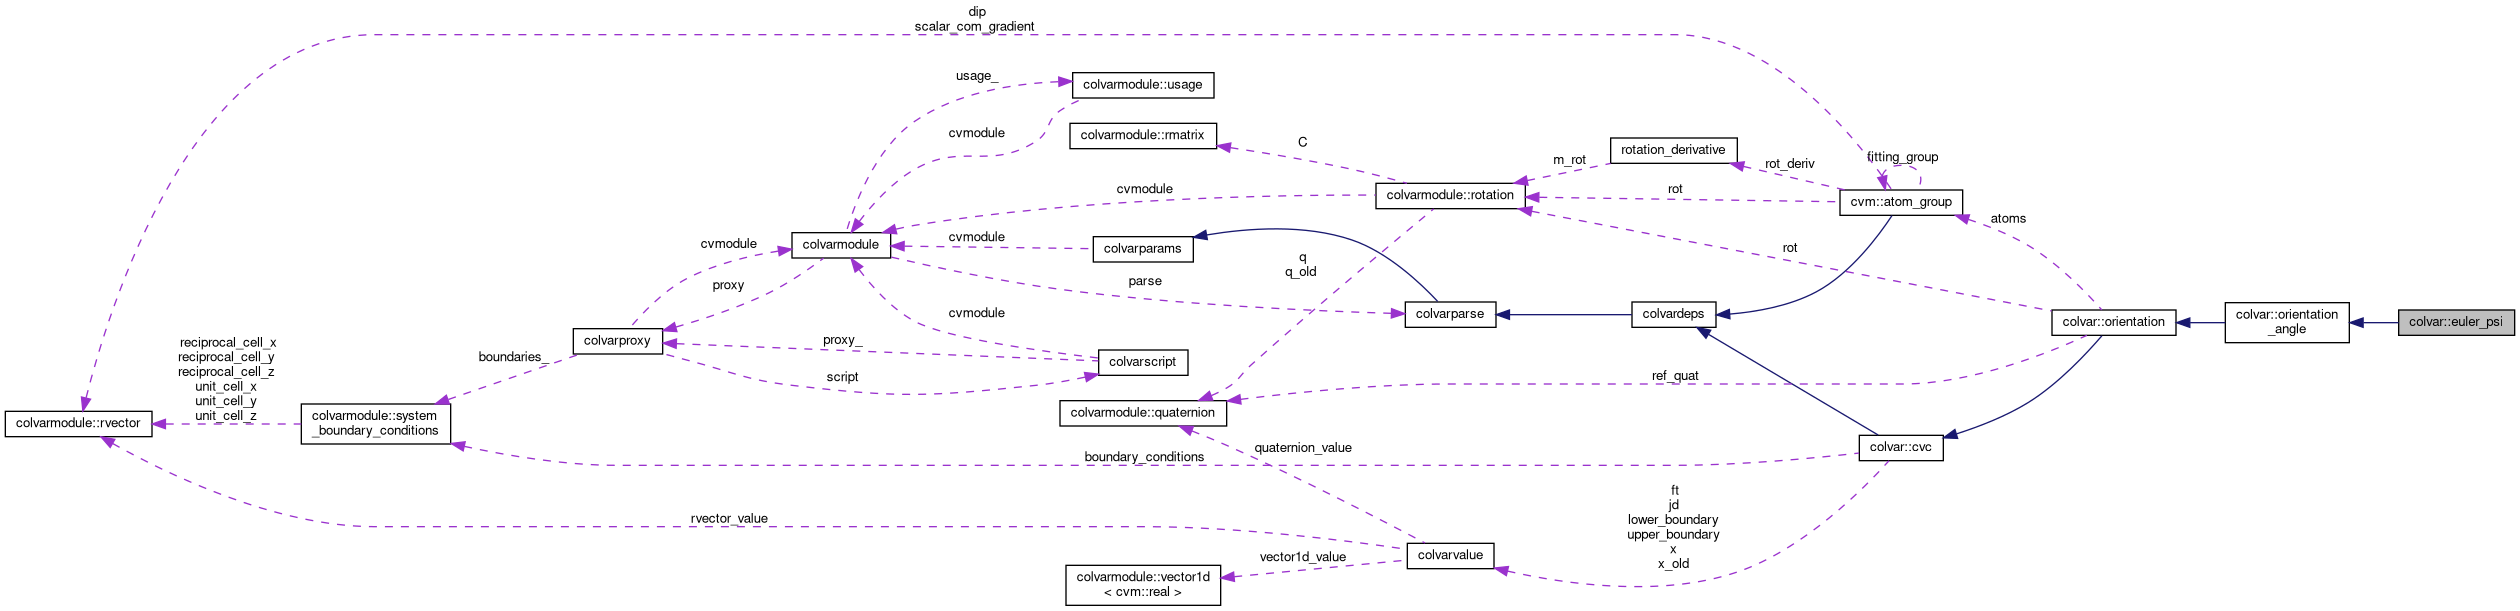 dip
scalar_com_gradient
usage_
colvarmodule::usage
cvmodule
colvarmodule::rmatrix
C
m_rot
rotation_derivative
rot_deriv
fitting_group
cvmodule
colvarmodule::rotation
rot
cvm::atom_group
atoms
cvmodule
colvarmodule
cvmodule
colvarparams
q
q_old
rot
proxy
parse
cvmodule
colvarparse
colvardeps
colvar::orientation
colvar::orientation
_angle
colvar::euler_psi
colvarproxy
proxy_
colvarscript
script
boundaries_
reciprocal_cell_x
reciprocal_cell_y
reciprocal_cell_z
unit_cell_x
unit_cell_y
unit_cell_z
ref_quat
colvarmodule::rvector
colvarmodule::system
_boundary_conditions
colvarmodule::quaternion
quaternion_value
boundary_conditions
colvar::cvc
ft
jd
lower_boundary
upper_boundary
x
x_old
rvector_value
vector1d_value
colvarvalue
colvarmodule::vector1d
< cvm::real >